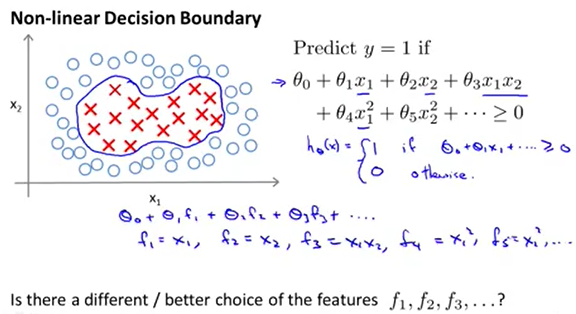 Non-linear Decision Boundary
Predict y = 1 if
→ θ₀ + θ₁x₁ + θ₂x₂ + θ₃x₁x₂
+ θ₄x₁² + θ₅x₂² + ⋯ ≥ 0
x₂
h_θ(x) = { 1 if θ₀+θ₁x₁+⋯ ≥ 0
0 otherwise.
x₁
θ₀ + θ₁f₁ + θ₂f₂ + θ₃f₃ + ⋯
f₁ = x₁, f₂ = x₂, f₃ = x₁x₂, f₄ = x₁², f₅ = x₂², …
Is there a different / better choice of the features f₁, f₂, f₃, …?